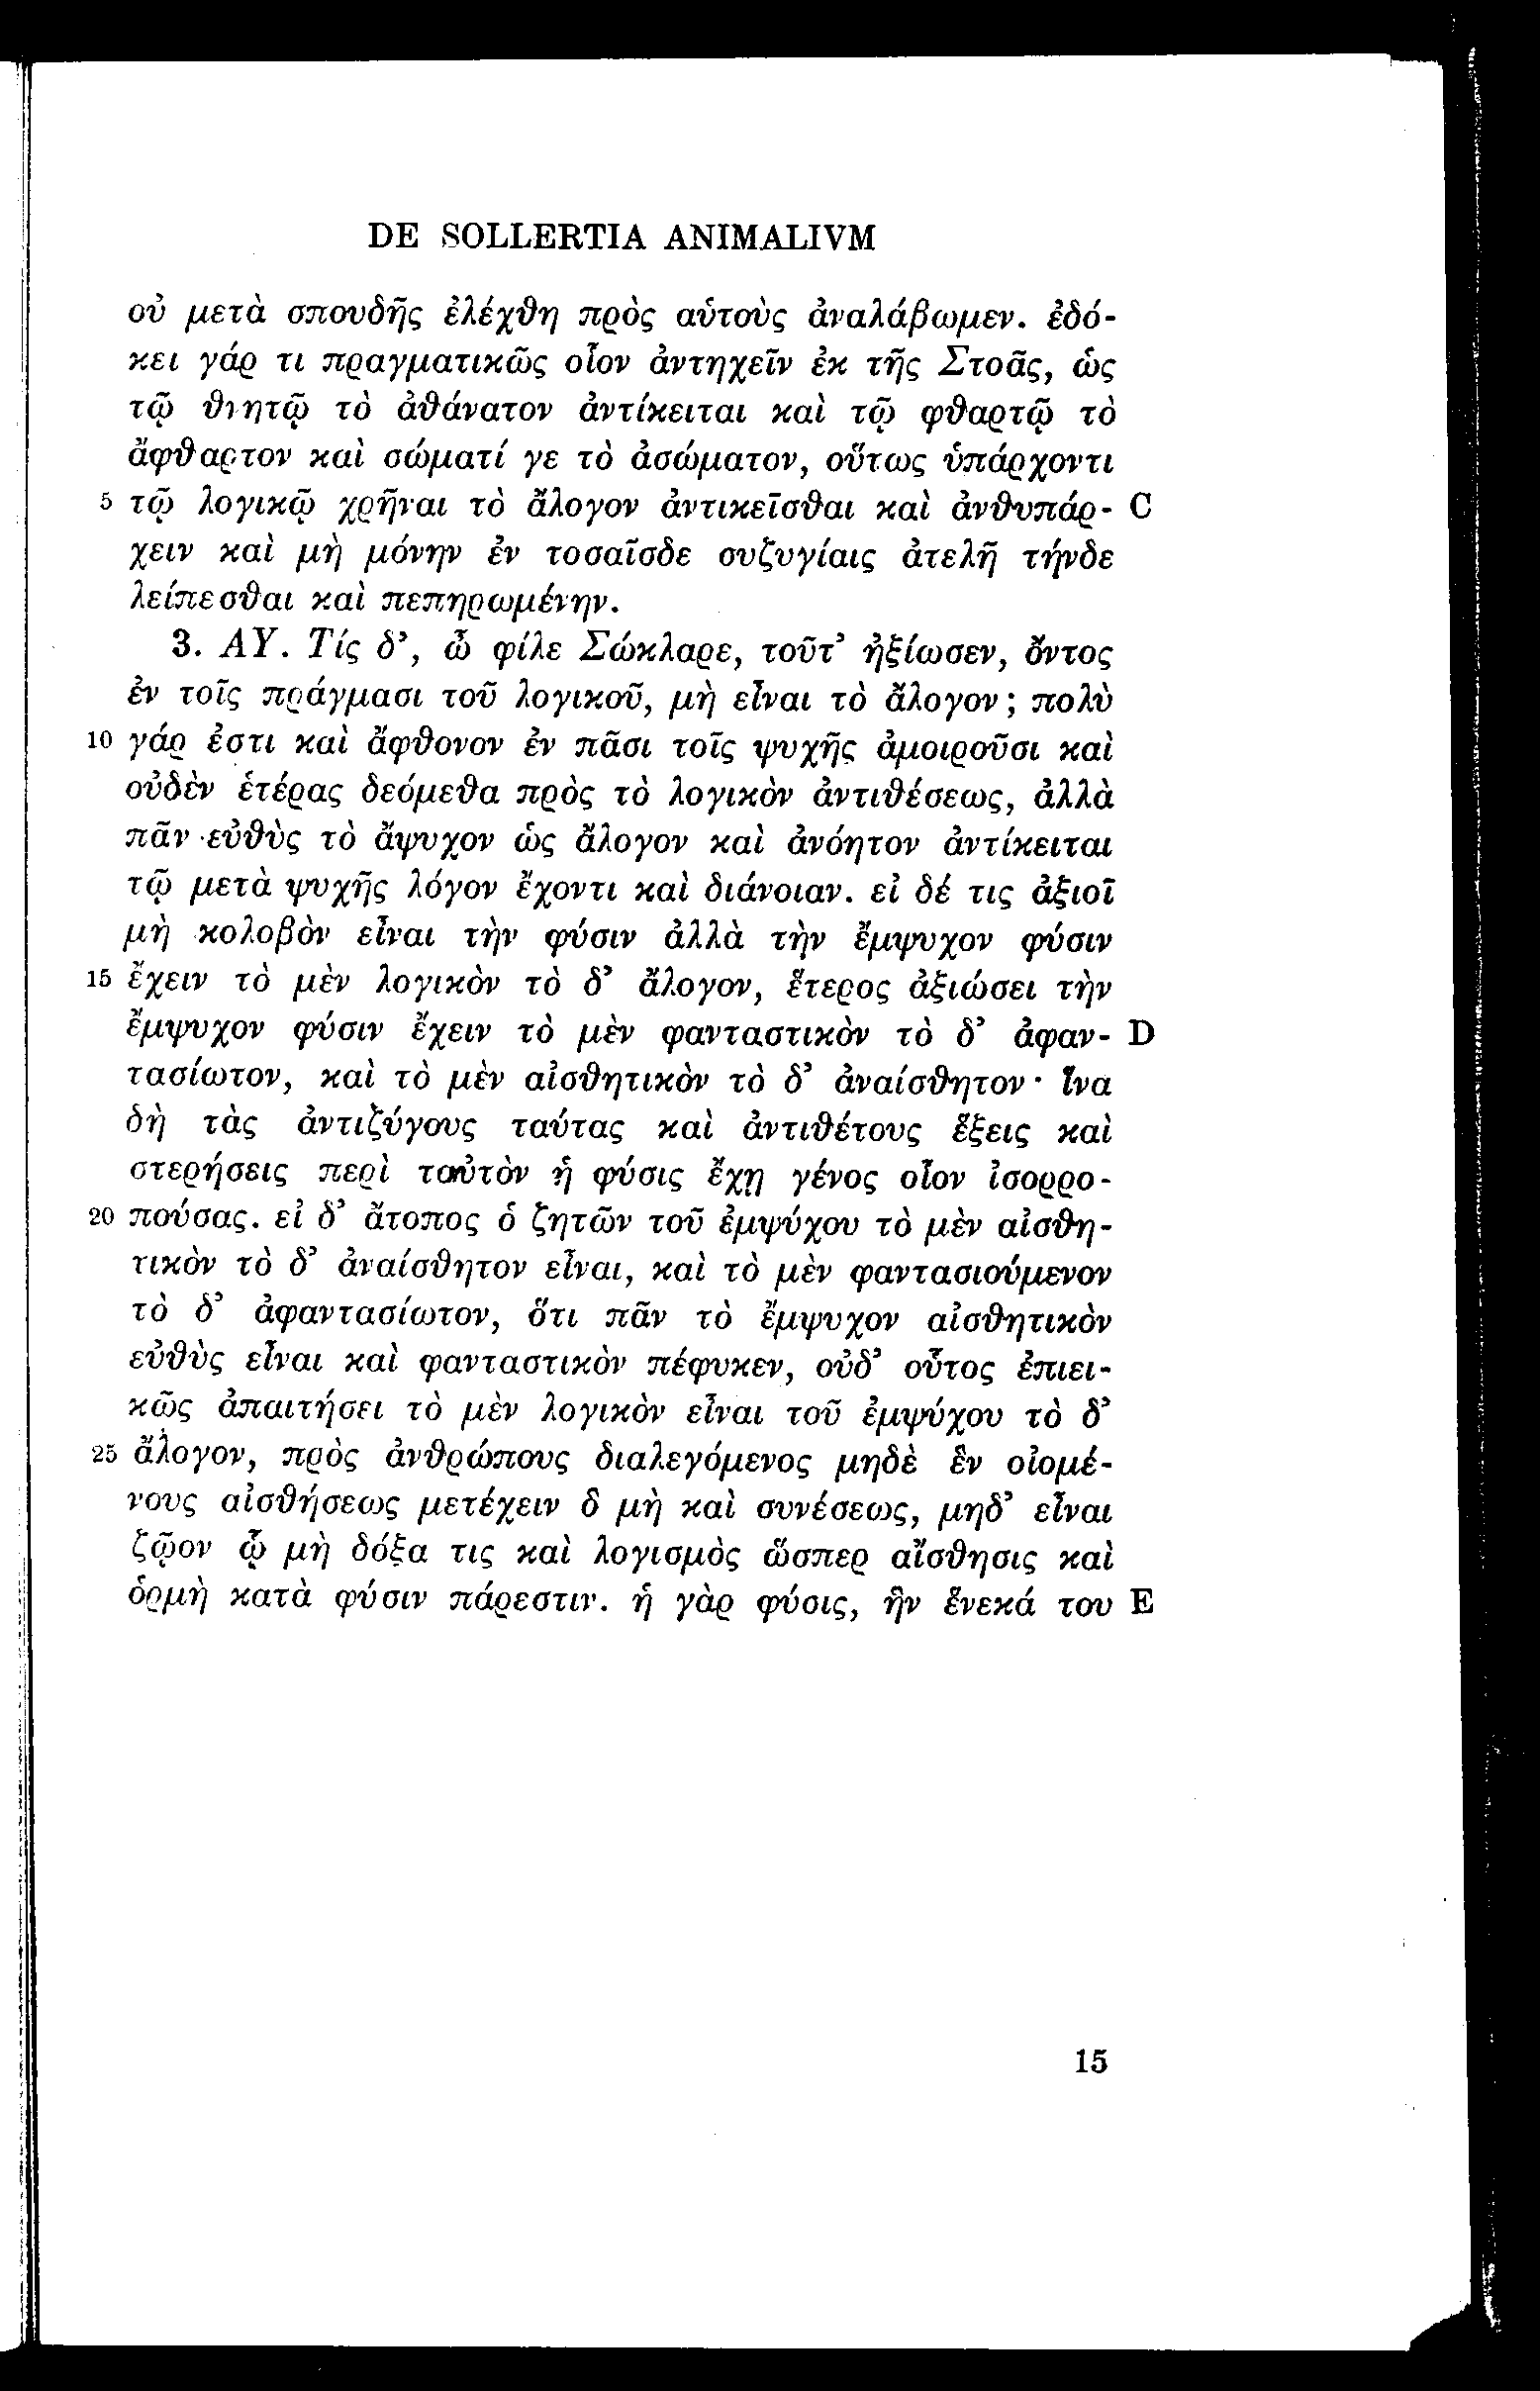 DE SOLLERTIA ANIMALIVM
οὐ μετὰ σπουδῆς ἐλέχθη πρὸς αὑτοὺς ἀναλάβωμεν. ἐδό-
κει γάρ τι πραγματικῶς οἷον ἀντηχεῖν ἐκ τῆς Στοᾶς, ὡς
τῷ θνητῷ τὸ ἀθάνατον ἀντίκειται καὶ τῷ φθαρτῷ τὸ
ἄφθαρτον καὶ σώματί γε τὸ ἀσώματον, οὕτως ὑπάρχοντι
5 τῷ λογικῷ χρῆναι τὸ ἄλογον ἀντικεῖσθαι καὶ ἀνθυπάρ- C
χειν καὶ μὴ μόνην ἐν τοσαῖσδε συζυγίαις ἀτελῆ τήνδε
λείπεσθαι καὶ πεπηρωμένην.
3. ΑΥ. Τίς δ’, ὦ φίλε Σώκλαρε, τοῦτ’ ἠξίωσεν, ὄντος
ἐν τοῖς πράγμασι τοῦ λογικοῦ, μὴ εἶναι τὸ ἄλογον; πολὺ
10 γάρ ἐστι καὶ ἄφθονον ἐν πᾶσι τοῖς ψυχῆς ἀμοιροῦσι καὶ
οὐδὲν ἑτέρας δεόμεθα πρὸς τὸ λογικὸν ἀντιθέσεως, ἀλλὰ
πᾶν εὐθὺς τὸ ἄψυχον ὡς ἄλογον καὶ ἀνόητον ἀντίκειται
τῷ μετὰ ψυχῆς λόγον ἔχοντι καὶ διάνοιαν. εἰ δέ τις ἀξιοῖ
μὴ κολοβὸν εἶναι τὴν φύσιν ἀλλὰ τὴν ἔμψυχον φύσιν
15 ἔχειν τὸ μὲν λογικὸν τὸ δ’ ἄλογον, ἕτερος ἀξιώσει τὴν
ἔμψυχον φύσιν ἔχειν τὸ μὲν φανταστικὸν τὸ δ’ ἀφαν- D
τασίωτον, καὶ τὸ μὲν αἰσθητικὸν τὸ δ’ ἀναίσθητον· ἵνα
δὴ τὰς ἀντιζύγους ταύτας καὶ ἀντιθέτους ἕξεις καὶ
στερήσεις περὶ ταὐτὸν ἡ φύσις ἔχῃ γένος οἷον ἰσορρο-
20 πούσας. εἰ δ’ ἄτοπος ὁ ζητῶν τοῦ ἐμψύχου τὸ μὲν αἰσθη-
τικὸν τὸ δ’ ἀναίσθητον εἶναι, καὶ τὸ μὲν φαντασιούμενον
τὸ δ’ ἀφαντασίωτον, ὅτι πᾶν τὸ ἔμψυχον αἰσθητικὸν
εὐθὺς εἶναι καὶ φανταστικὸν πέφυκεν, οὐδ’ οὗτος ἐπιει-
κῶς ἀπαιτήσει τὸ μὲν λογικὸν εἶναι τοῦ ἐμψύχου τὸ δ’
25 ἄλογον, πρὸς ἀνθρώπους διαλεγόμενος μηδὲ ἓν οἰομέ-
νους αἰσθήσεως μετέχειν ὃ μὴ καὶ συνέσεως, μηδ’ εἶναι
ζῷον ᾧ μὴ δόξα τις καὶ λογισμὸς ὥσπερ αἴσθησις καὶ
ὁρμὴ κατὰ φύσιν πάρεστιν. ἡ γὰρ φύσις, ἣν ἕνεκά του E
15